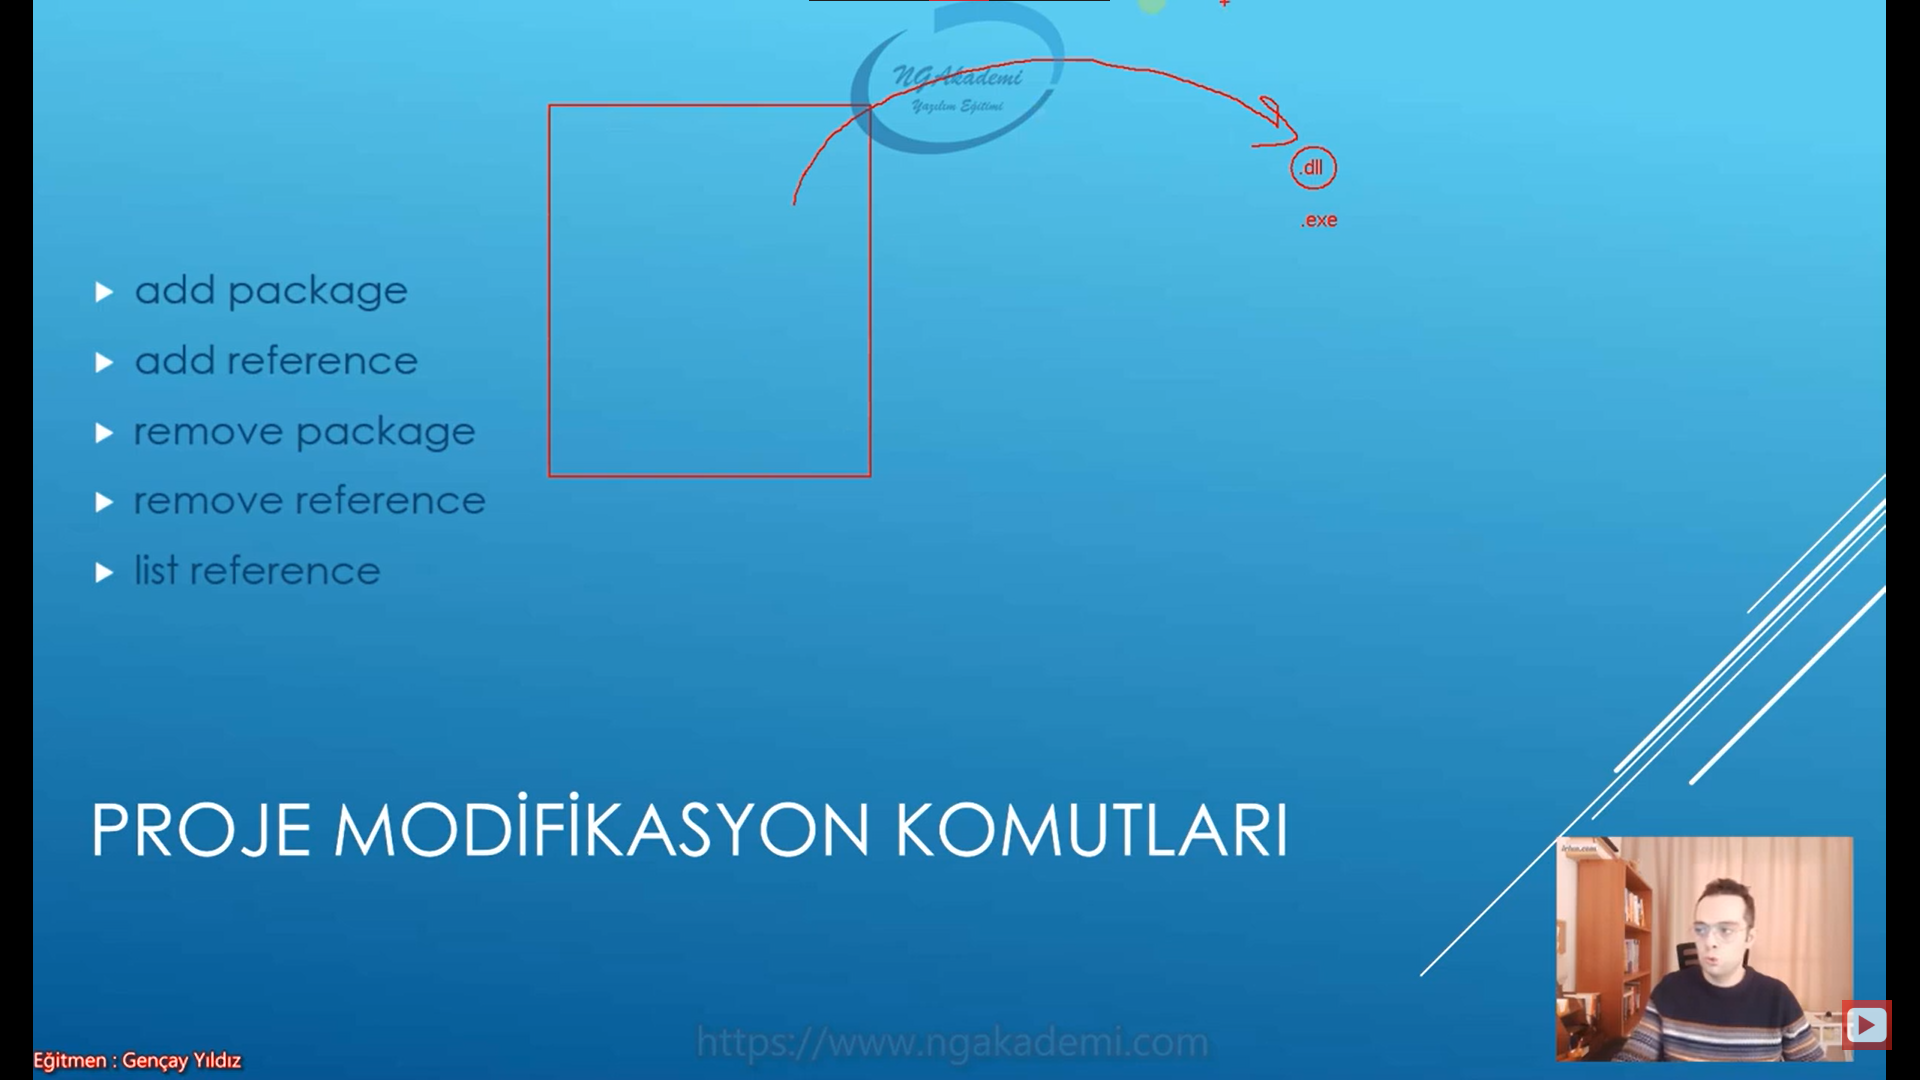 NGAkademi
Yazılım Eğitimi
.dll
.exe
add package
add reference
remove package
remove reference
list reference
PROJE MODİFİKASYON KOMUTLARI
https://www.ngakademi.com
Eğitmen : Gençay Yıldız